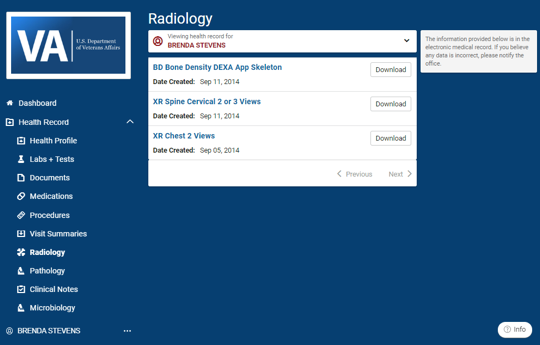 VA
U.S. Department
of Veterans Affairs
Dashboard
Health Record
Health Profile
Labs + Tests
Documents
Medications
Procedures
Visit Summaries
Radiology
Pathology
Clinical Notes
Microbiology
BRENDA STEVENS
Radiology
Viewing health record for
BRENDA STEVENS
BD Bone Density DEXA App Skeleton
Date Created: Sep 11, 2014
Download
XR Spine Cervical 2 or 3 Views
Date Created: Sep 11, 2014
Download
XR Chest 2 Views
Date Created: Sep 05, 2014
Download
Previous Next
The information provided below is in the
electronic medical record. If you believe
any data is incorrect, please notify the
office.
Info